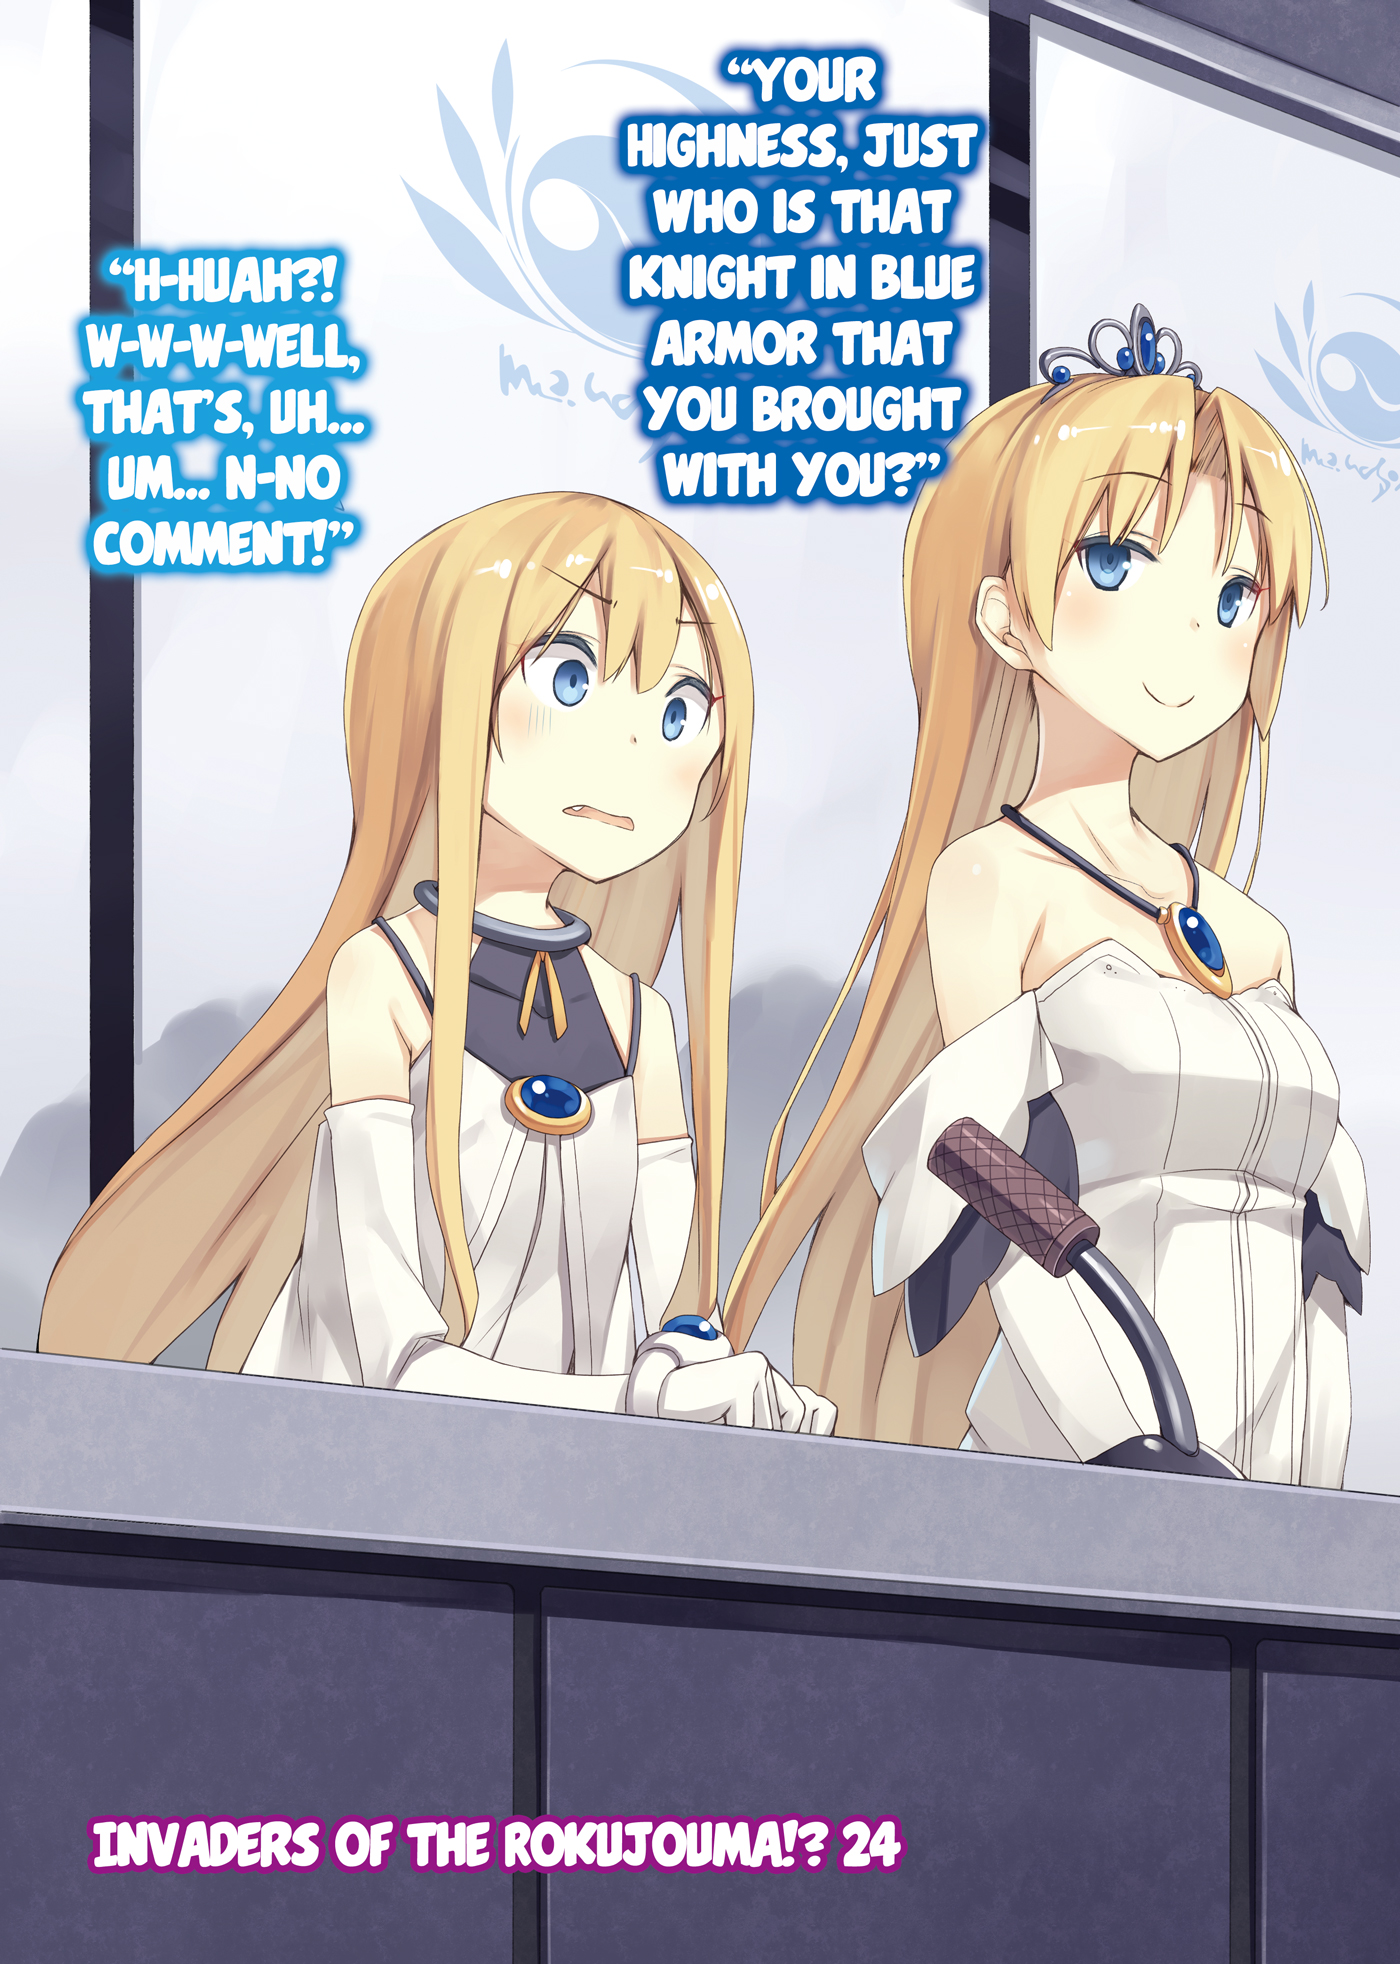 “YOUR
HIGHNESS, JUST
WHO IS THAT
KNIGHT IN BLUE
ARMOR THAT
YOU BROUGHT
WITH YOU?”
“H-HUAH?!
W-W-W-WELL,
THAT’S, UH...
UM... N-NO
COMMENT!”
INVADERS OF THE ROKUJOUMA!? 24